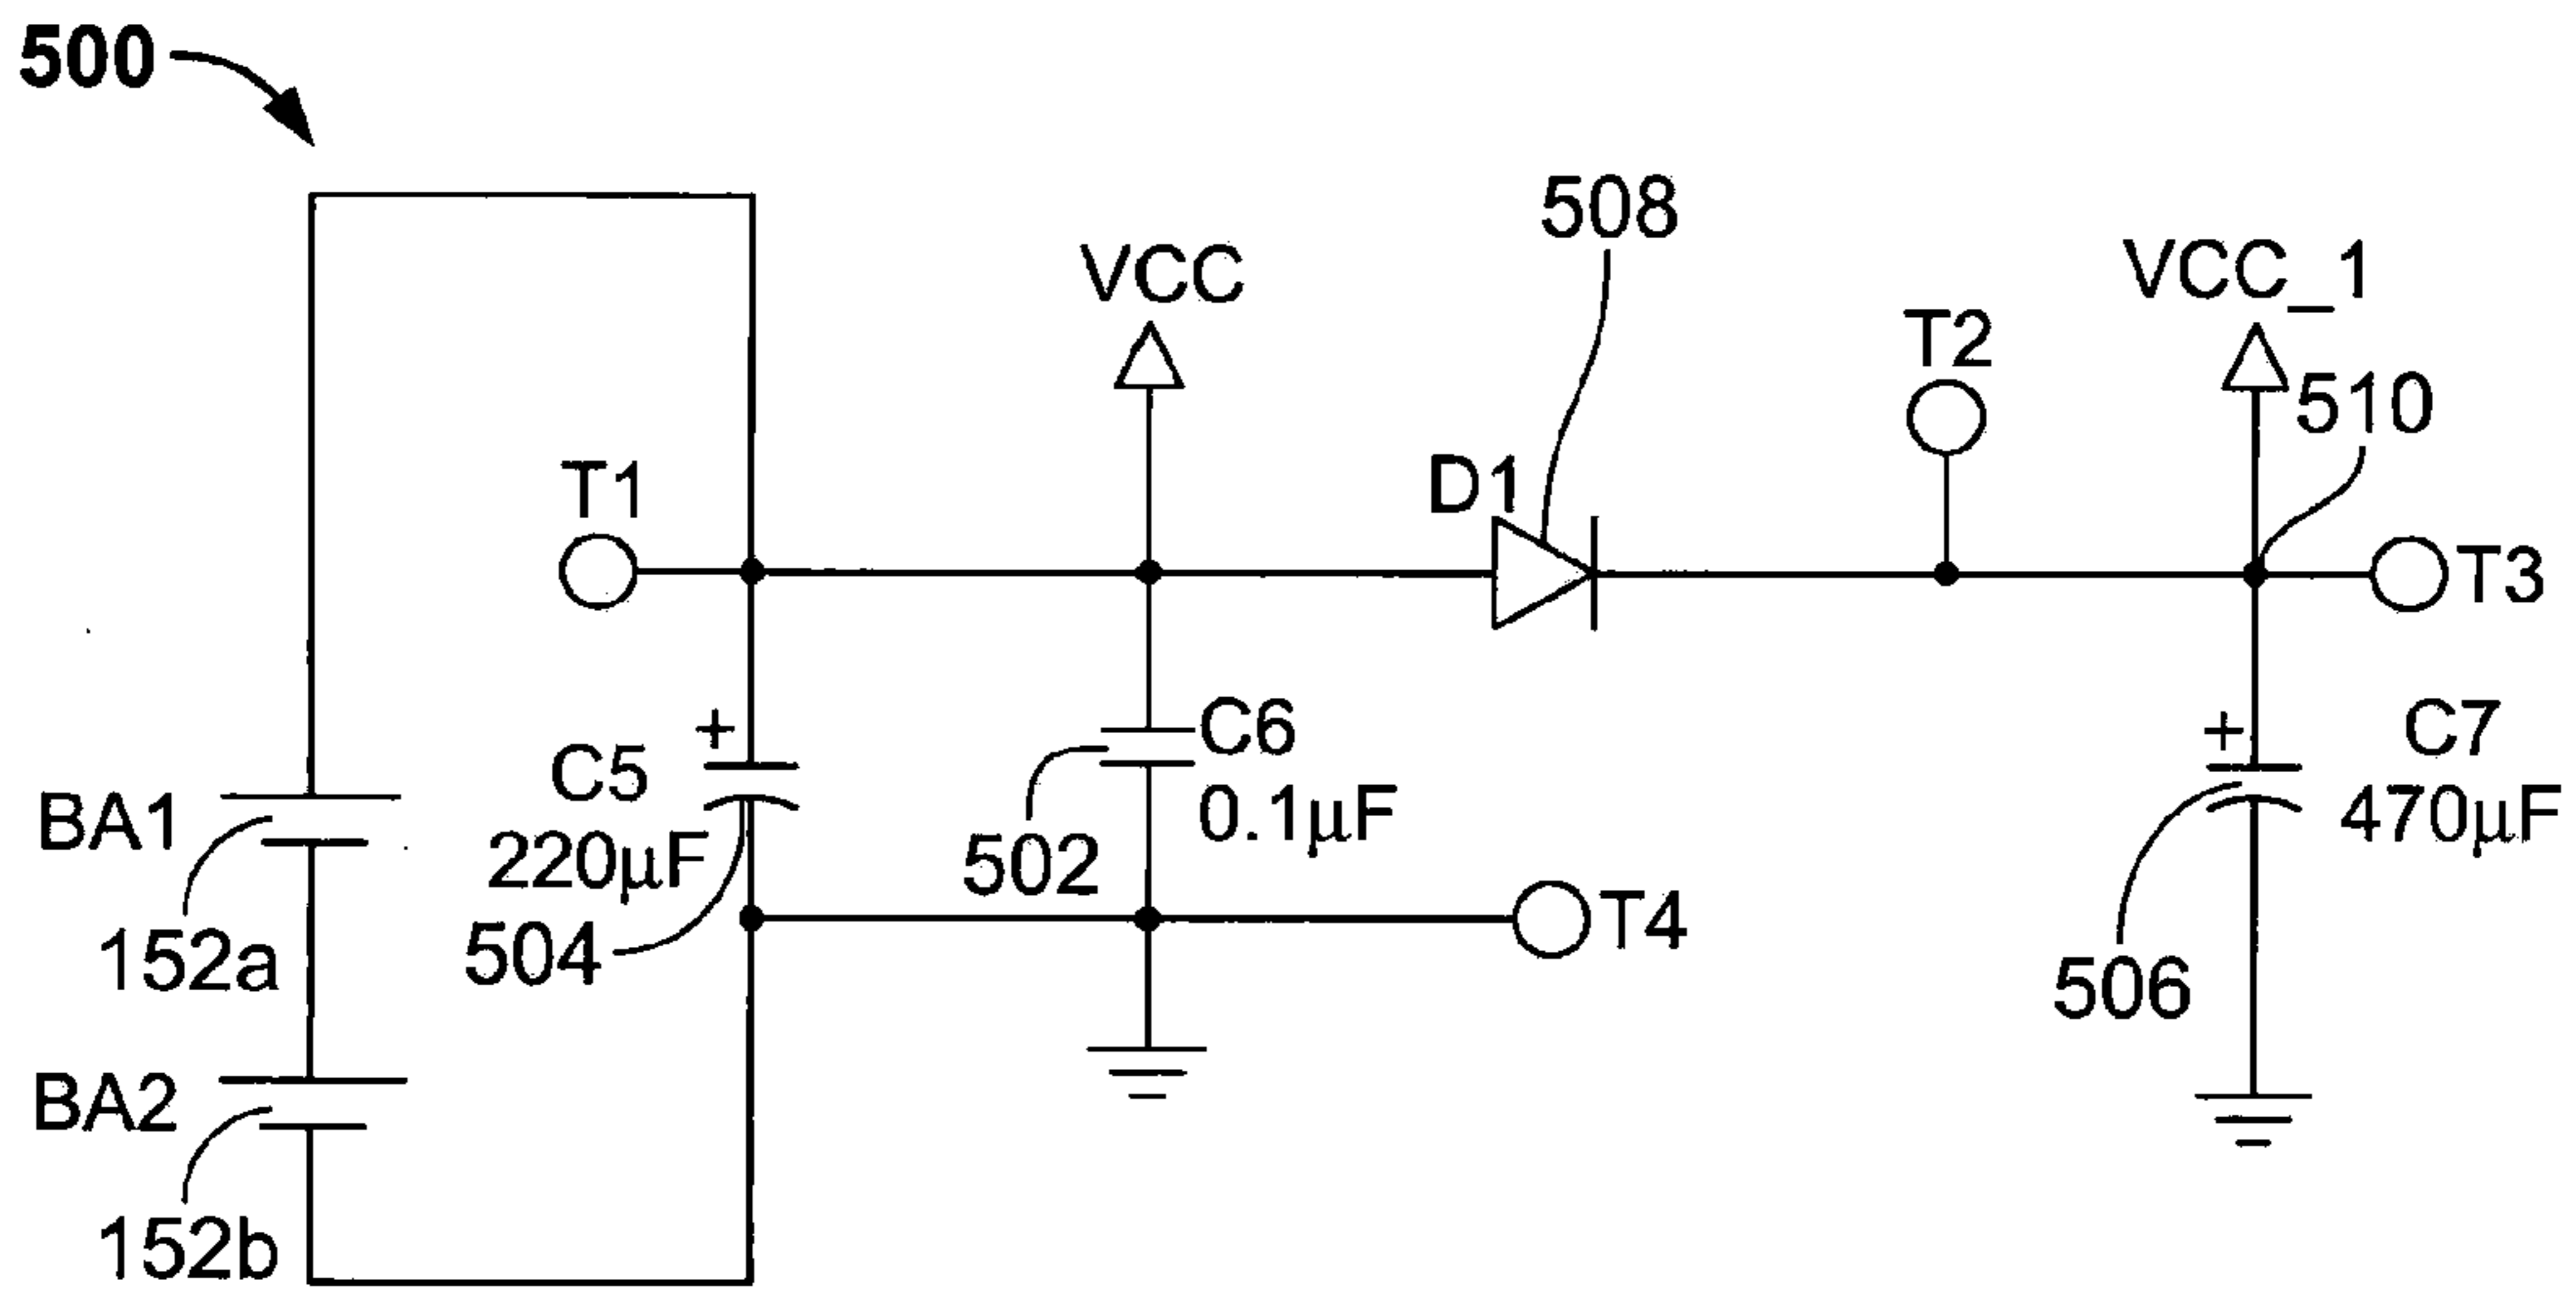 500
508
VCC
VCC_1
T2
510
T1
D1
T3
+
C5
220μF
504
C6
0.1μF
502
+
C7
470μF
506
BA1
152a
T4
BA2
152b